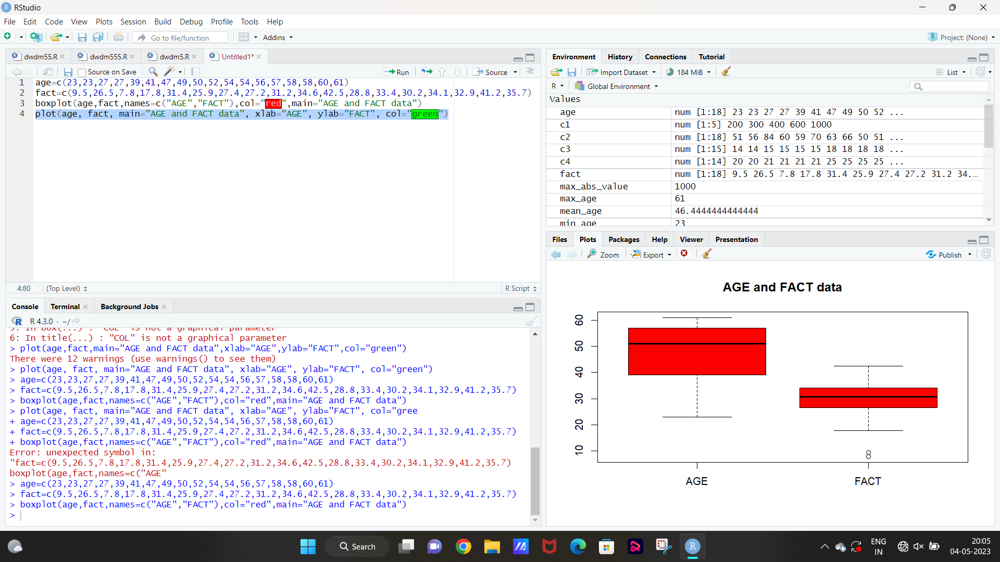 RStudio
File Edit Code View Plots Session Build Debug Profile Tools Help
Go to file/function Addins Project: (None)
dwdm55.R dwdm555.R dwdm5.R Untitled1*
Source on Save Run Source
1 age=c(23,23,27,27,39,41,47,49,50,52,54,54,56,57,58,58,60,61)
2 fact=c(9.5,26.5,7.8,17.8,31.4,25.9,27.4,27.2,31.2,34.6,42.5,28.8,33.4,30.2,34.1,32.9,41.2,35.7)
3 boxplot(age,fact,names=c("AGE","FACT"),col="red",main="AGE and FACT data")
4 plot(age, fact, main="AGE and FACT data", xlab="AGE", ylab="FACT", col="green")
4:80 (Top Level) R Script
Console Terminal Background Jobs
R 4.3.0 · ~/
5: In box(...) : "COL" is not a graphical parameter
6: In title(...) : "COL" is not a graphical parameter
> plot(age,fact,main="AGE and FACT data",xlab="AGE",ylab="FACT",col="green")
There were 12 warnings (use warnings() to see them)
> plot(age, fact, main="AGE and FACT data", xlab="AGE", ylab="FACT", col="green")
> age=c(23,23,27,27,39,41,47,49,50,52,54,54,56,57,58,58,60,61)
> fact=c(9.5,26.5,7.8,17.8,31.4,25.9,27.4,27.2,31.2,34.6,42.5,28.8,33.4,30.2,34.1,32.9,41.2,35.7)
> boxplot(age,fact,names=c("AGE","FACT"),col="red",main="AGE and FACT data")
> plot(age, fact, main="AGE and FACT data", xlab="AGE", ylab="FACT", col="gree
+ age=c(23,23,27,27,39,41,47,49,50,52,54,54,56,57,58,58,60,61)
+ fact=c(9.5,26.5,7.8,17.8,31.4,25.9,27.4,27.2,31.2,34.6,42.5,28.8,33.4,30.2,34.1,32.9,41.2,35.7)
+ boxplot(age,fact,names=c("AGE","FACT"),col="red",main="AGE and FACT data")
Error: unexpected symbol in:
"fact=c(9.5,26.5,7.8,17.8,31.4,25.9,27.4,27.2,31.2,34.6,42.5,28.8,33.4,30.2,34.1,32.9,41.2,35.7)
boxplot(age,fact,names=c("AGE"
> age=c(23,23,27,27,39,41,47,49,50,52,54,54,56,57,58,58,60,61)
> fact=c(9.5,26.5,7.8,17.8,31.4,25.9,27.4,27.2,31.2,34.6,42.5,28.8,33.4,30.2,34.1,32.9,41.2,35.7)
> boxplot(age,fact,names=c("AGE","FACT"),col="red",main="AGE and FACT data")
>
Environment History Connections Tutorial
Import Dataset 184 MiB List
R Global Environment
Values
age num [1:18] 23 23 27 27 39 41 47 49 50 52 ...
c1 num [1:5] 200 300 400 600 1000
c2 num [1:18] 51 56 84 60 59 70 63 66 50 51 ...
c3 num [1:15] 14 14 15 15 15 15 18 18 18 18 ...
c4 num [1:14] 20 20 21 21 21 21 25 25 25 25 ...
fact num [1:18] 9.5 26.5 7.8 17.8 31.4 25.9 27.4 27.2 31.2 34.…
max_abs_value 1000
max_age 61
mean_age 46.4444444444444
min_age 23
Files Plots Packages Help Viewer Presentation
Zoom Export Publish
AGE and FACT data
60
50
40
30
20
10
AGE FACT
Search
ENG
IN
20:05
04-05-2023